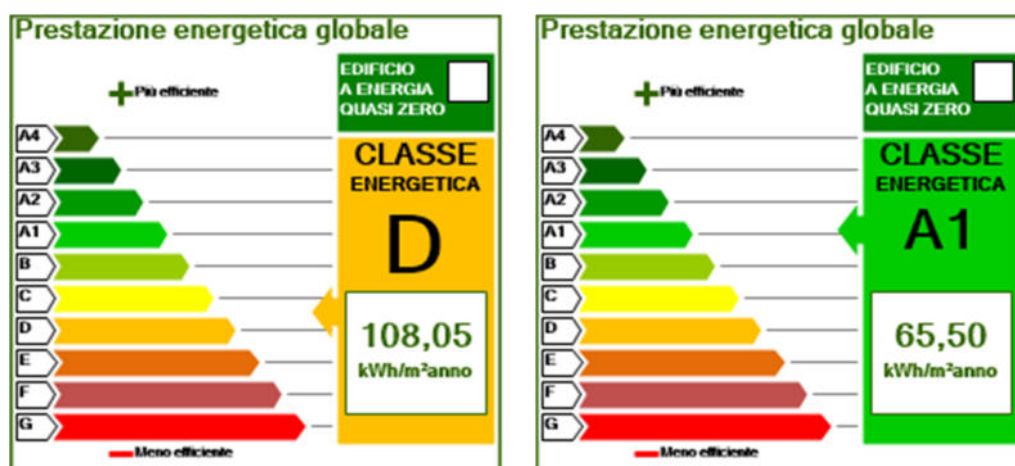 Prestazione energetica globale
Più efficiente
EDIFICIO
A ENERGIA
QUASI ZERO
A4
A3
A2
A1
B
C
D
E
F
G
Meno efficiente
CLASSE
ENERGETICA
D
108,05
kWh/m²anno
Prestazione energetica globale
Più efficiente
EDIFICIO
A ENERGIA
QUASI ZERO
A4
A3
A2
A1
B
C
D
E
F
G
Meno efficiente
CLASSE
ENERGETICA
A1
65,50
kWh/m²anno